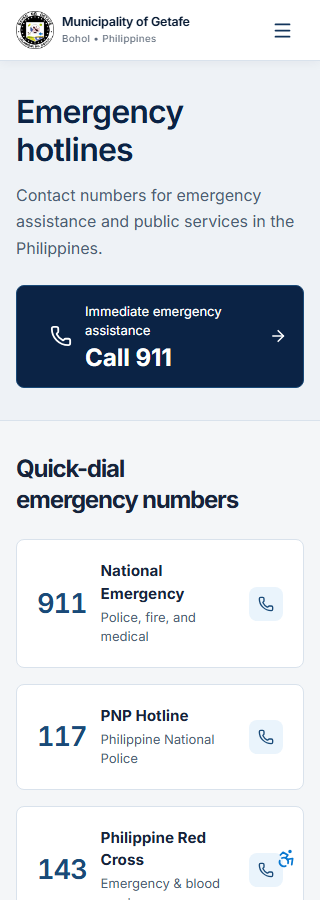 Municipality of Getafe
Bohol • Philippines
Emergency
hotlines
Contact numbers for emergency
assistance and public services in the
Philippines.
Immediate emergency
assistance
Call 911
Quick-dial
emergency numbers
911
National
Emergency
Police, fire, and
medical
117
PNP Hotline
Philippine National
Police
143
Philippine Red
Cross
Emergency & blood